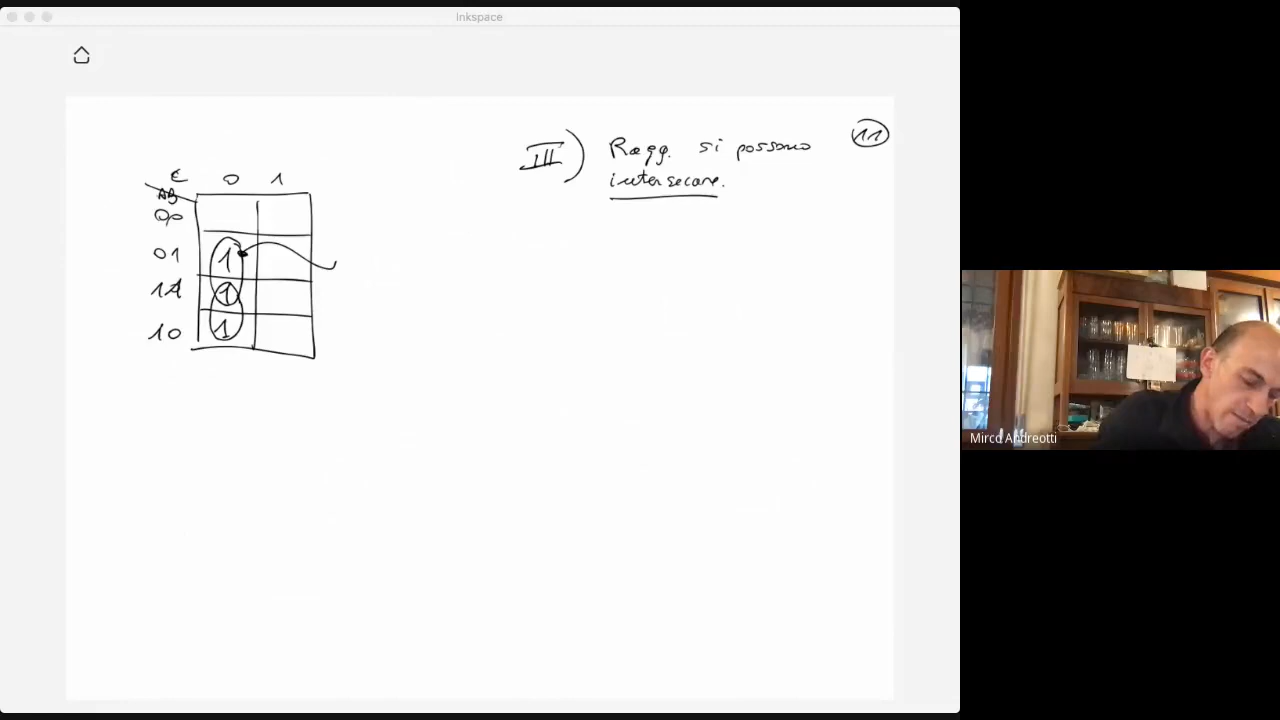 Inkspace
III) Ragg. si possono 11
intersecare.
C 0 1
AB
00
01 1
11 1
10 1
Mirco Andreotti